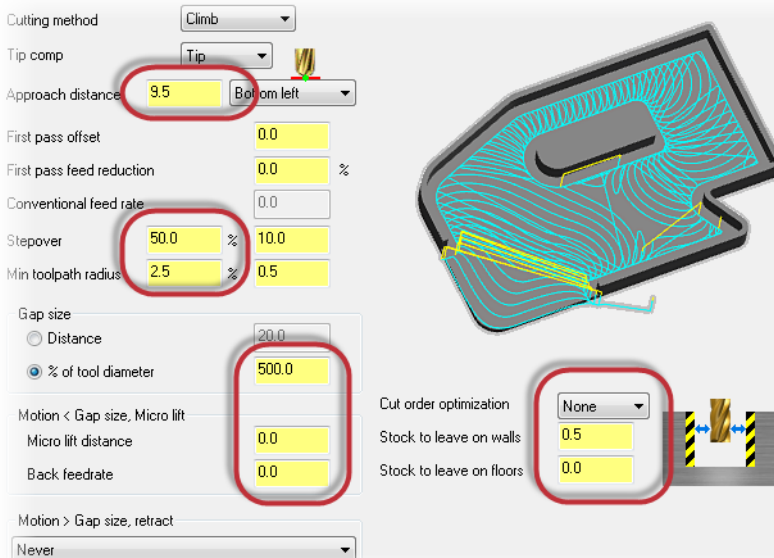 Cutting method Climb
Tip comp Tip
Approach distance 9.5 Bottom left
First pass offset 0.0
First pass feed reduction 0.0 %
Conventional feed rate 0.0
Stepover 50.0 % 10.0
Min toolpath radius 2.5 % 0.5
Gap size
Distance 20.0
% of tool diameter 500.0
Motion < Gap size, Micro lift
Micro lift distance 0.0
Back feedrate 0.0
Motion > Gap size, retract
Never
Cut order optimization None
Stock to leave on walls 0.5
Stock to leave on floors 0.0